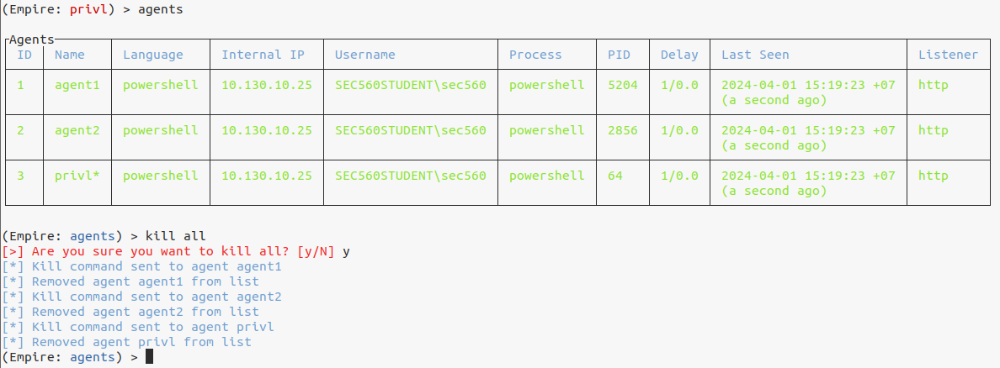 (Empire: privl) > agents
Agents
ID Name Language Internal IP Username Process PID Delay Last Seen Listener
1 agent1 powershell 10.130.10.25 SEC560STUDENT\sec560 powershell 5204 1/0.0 2024-04-01 15:19:23 +07 http
(a second ago)
2 agent2 powershell 10.130.10.25 SEC560STUDENT\sec560 powershell 2856 1/0.0 2024-04-01 15:19:23 +07 http
(a second ago)
3 privl* powershell 10.130.10.25 SEC560STUDENT\sec560 powershell 64 1/0.0 2024-04-01 15:19:23 +07 http
(a second ago)
(Empire: agents) > kill all
[>] Are you sure you want to kill all? [y/N] y
[*] Kill command sent to agent agent1
[*] Removed agent agent1 from list
[*] Kill command sent to agent agent2
[*] Removed agent agent2 from list
[*] Kill command sent to agent privl
[*] Removed agent privl from list
(Empire: agents) >